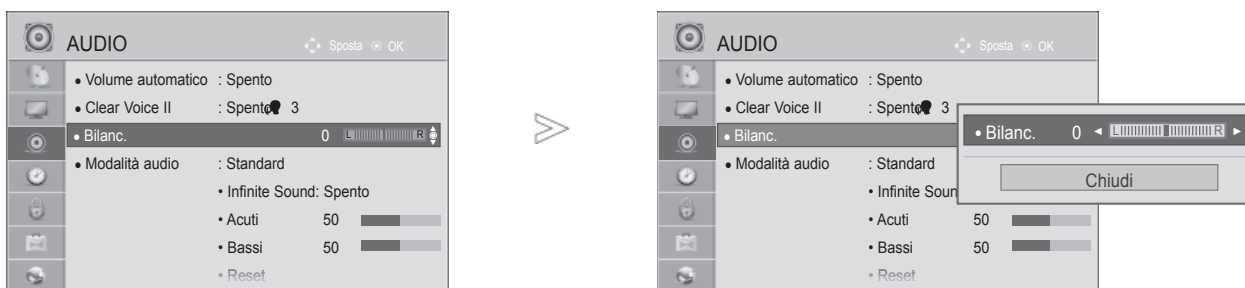 AUDIO Sposta OK
• Volume automatico : Spento
• Clear Voice II : Spento 3
• Bilanc. 0 L R
• Modalità audio : Standard
• Infinite Sound: Spento
• Acuti 50
• Bassi 50
• Reset
AUDIO Sposta OK
• Volume automatico : Spento
• Clear Voice II : Spento 3
• Bilanc.
• Modalità audio : Standard
• Infinite Soun
• Acuti 50
• Bassi 50
• Reset
• Bilanc. 0 ◄ L R ►
Chiudi